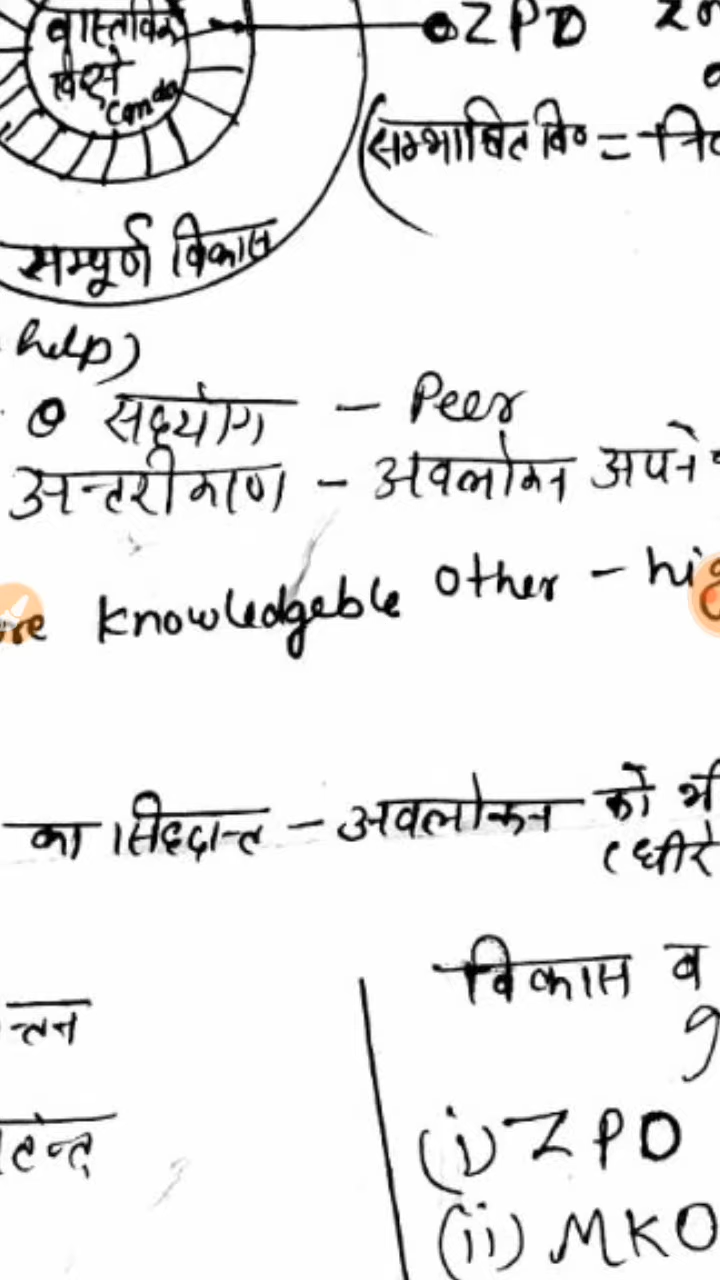 वास्तविक
ZPD
सम्भावित वि० =
सम्पूर्ण विकास
help)
सहयोग - Peer
अन्तरीकरण - अवलोकन अपने
knowledgeble other -
का सिद्दान्त - अवलोकन को भी
(धीरे
विकास व
न्तन
(i) ZPD
(ii) MKO